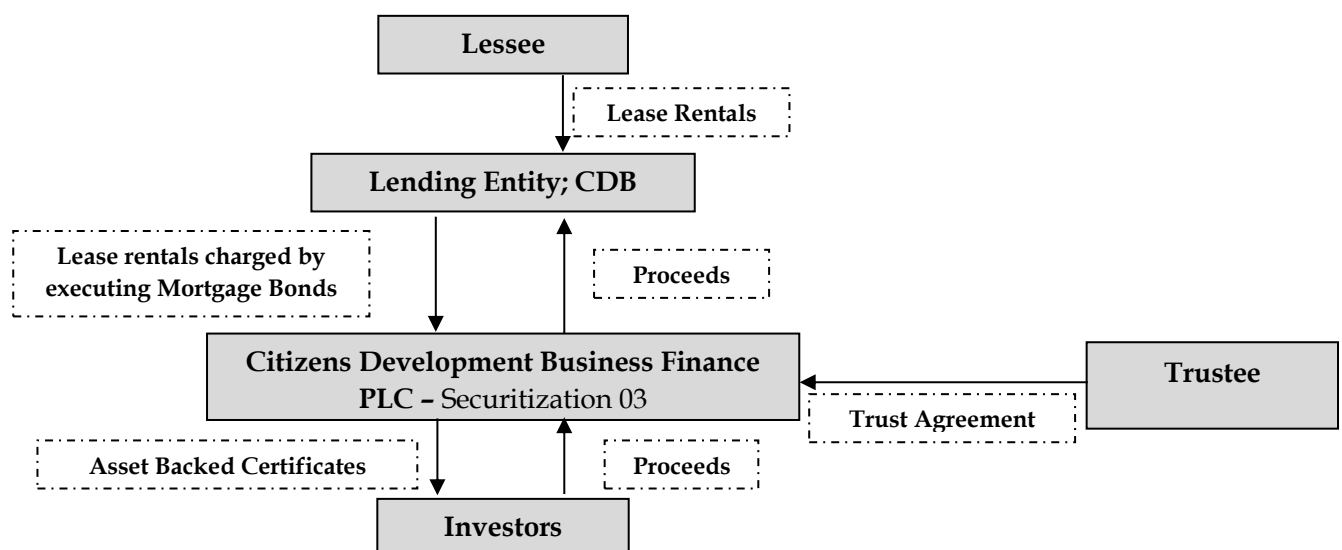 Lessee
Lease Rentals
Lending Entity; CDB
Lease rentals charged by
executing Mortgage Bonds
Proceeds
Citizens Development Business Finance
PLC – Securitization 03
Trustee
Trust Agreement
Asset Backed Certificates
Proceeds
Investors